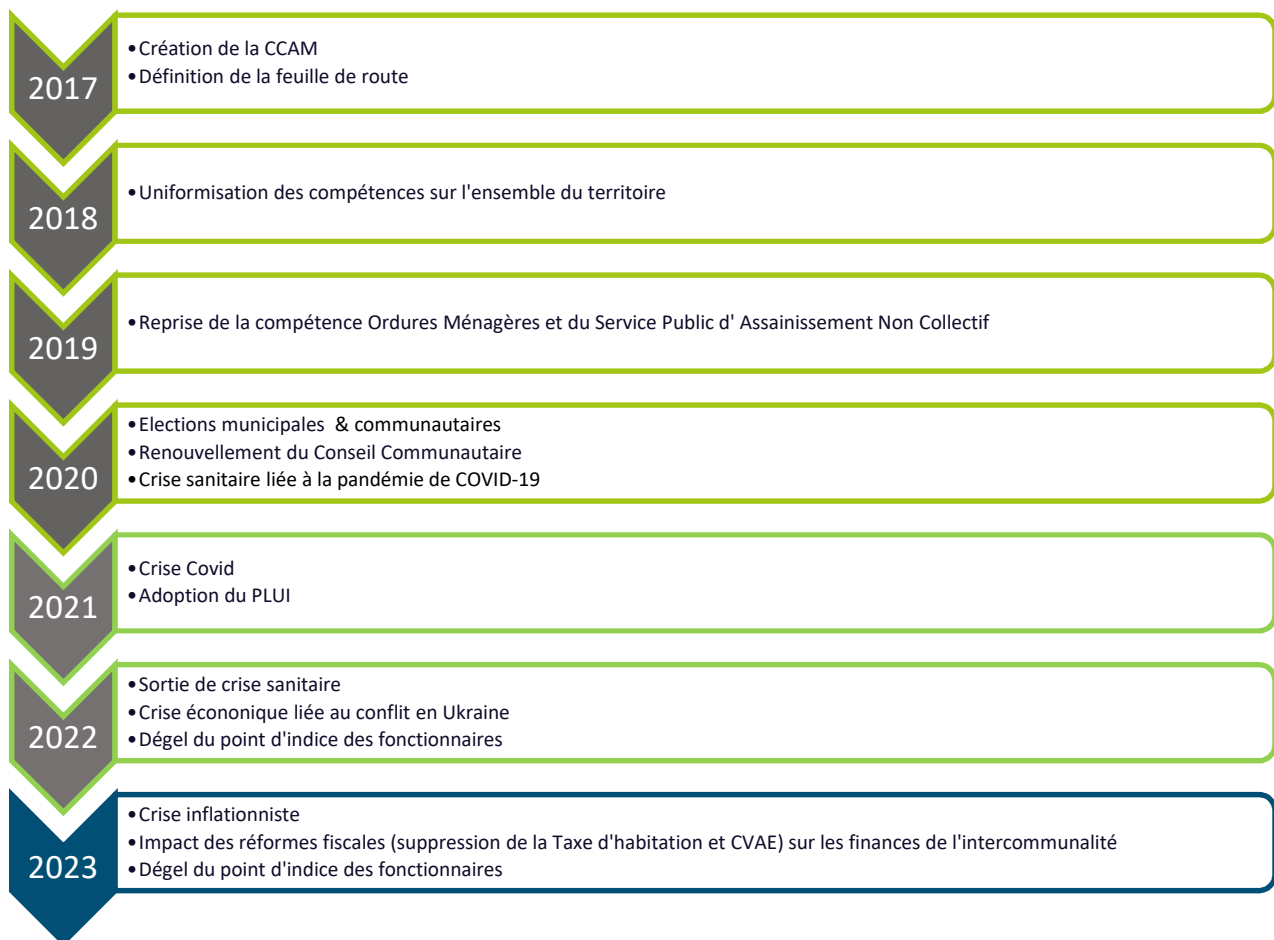 2017
•Création de la CCAM
•Définition de la feuille de route
2018
•Uniformisation des compétences sur l'ensemble du territoire
2019
•Reprise de la compétence Ordures Ménagères et du Service Public d' Assainissement Non Collectif
2020
•Elections municipales & communautaires
•Renouvellement du Conseil Communautaire
•Crise sanitaire liée à la pandémie de COVID-19
2021
•Crise Covid
•Adoption du PLUI
2022
•Sortie de crise sanitaire
•Crise écononique liée au conflit en Ukraine
•Dégel du point d'indice des fonctionnaires
2023
•Crise inflationniste
•Impact des réformes fiscales (suppression de la Taxe d'habitation et CVAE) sur les finances de l'intercommunalité
•Dégel du point d'indice des fonctionnaires